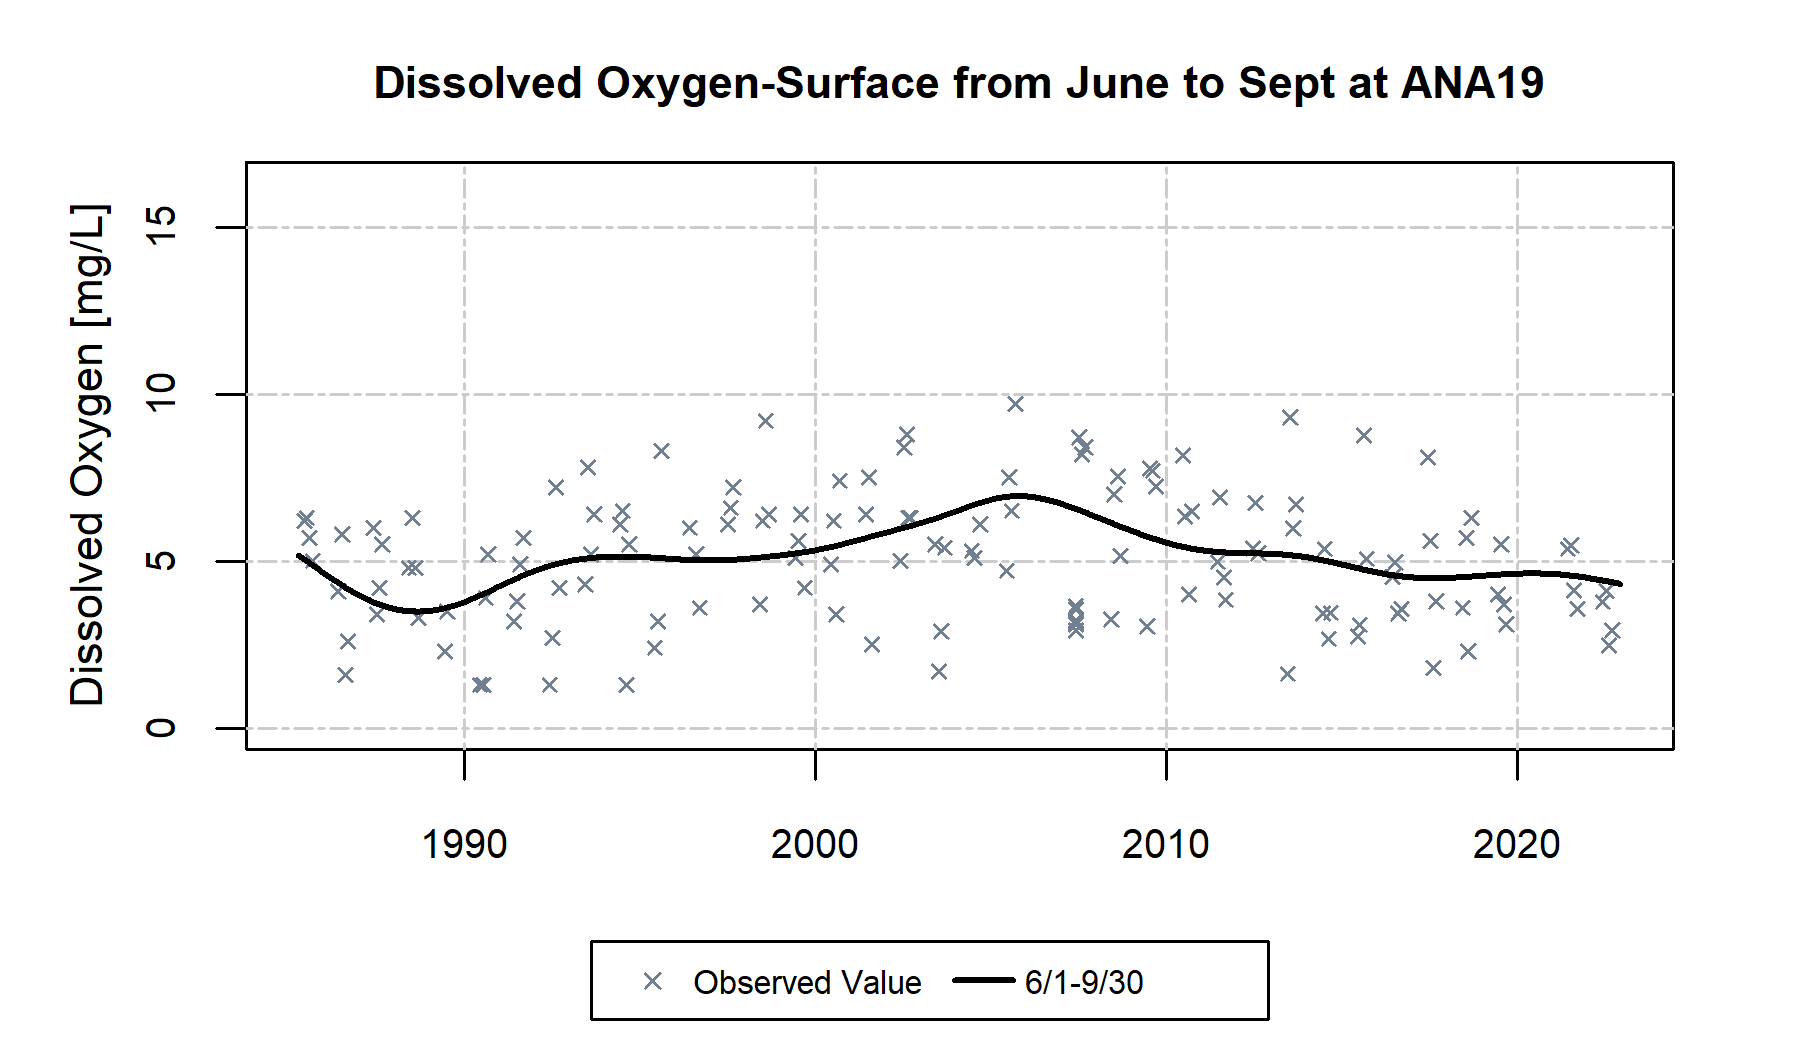 Dissolved Oxygen-Surface from June to Sept at ANA19
Dissolved Oxygen [mg/L]
15
10
5
0
1990 2000 2010 2020
Observed Value 6/1-9/30